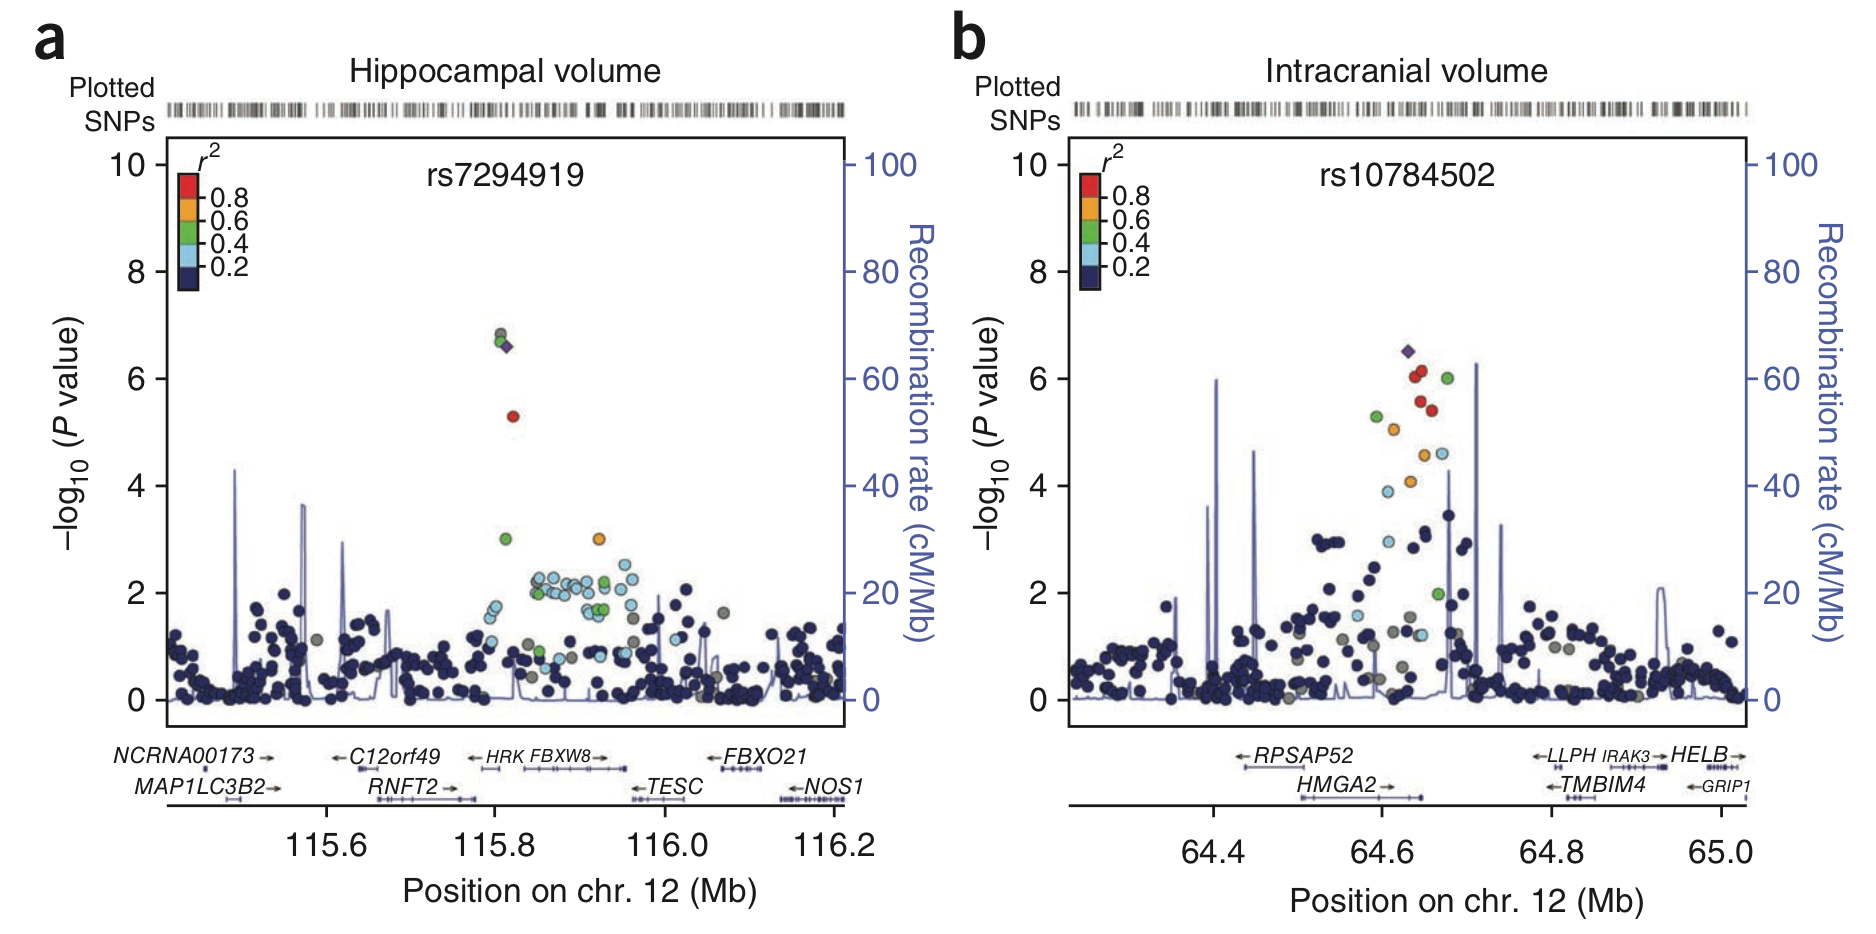 a
Hippocampal volume
Plotted
SNPs
r2
rs7294919
0.8
0.6
0.4
0.2
10
8
6
4
2
0
–log10 (P value)
100
80
60
40
20
0
Recombination rate (cM/Mb)
NCRNA00173 → ← C12orf49 ← HRK FBXW8 → ← FBXO21
MAP1LC3B2 → RNFT2 → ← TESC ← NOS1
115.6 115.8 116.0 116.2
Position on chr. 12 (Mb)
b
Intracranial volume
Plotted
SNPs
r2
rs10784502
0.8
0.6
0.4
0.2
10
8
6
4
2
0
–log10 (P value)
100
80
60
40
20
0
Recombination rate (cM/Mb)
← RPSAP52 ← LLPH IRAK3 → HELB →
HMGA2 → ← TMBIM4 ← GRIP1
64.4 64.6 64.8 65.0
Position on chr. 12 (Mb)